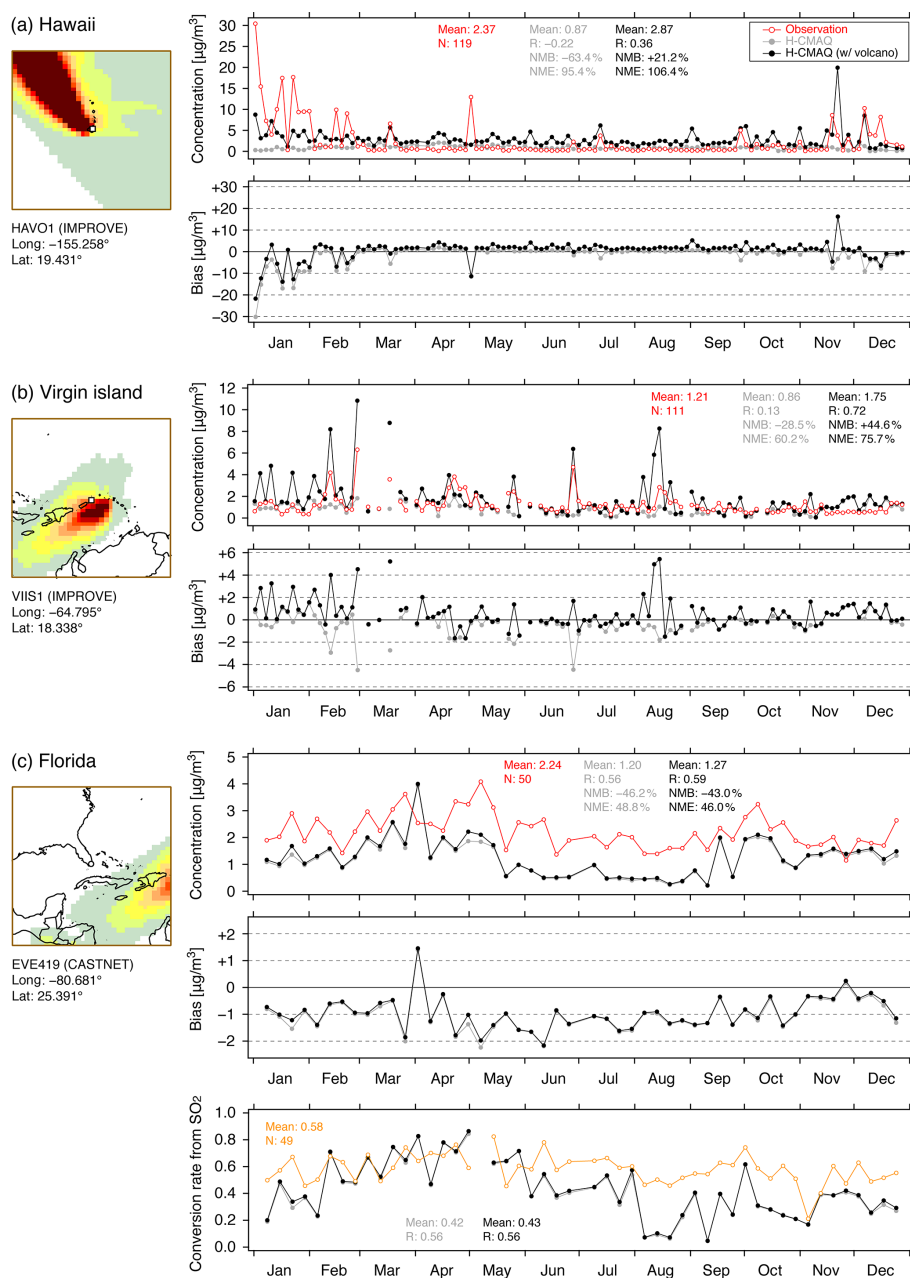 (a) Hawaii
HAVO1 (IMPROVE)
Long: −155.258°
Lat: 19.431°
Concentration [µg/m³]
30
25
20
15
10
5
0
Mean: 2.37
N: 119
Mean: 0.87
R: −0.22
NMB: −63.4%
NME: 95.4%
Mean: 2.87
R: 0.36
NMB: +21.2%
NME: 106.4%
Observation
H-CMAQ
H-CMAQ (w/ volcano)
Bias [µg/m³]
+30
+20
+10
0
−10
−20
−30
Jan Feb Mar Apr May Jun Jul Aug Sep Oct Nov Dec
(b) Virgin island
VIIS1 (IMPROVE)
Long: −64.795°
Lat: 18.338°
Concentration [µg/m³]
12
10
8
6
4
2
0
Mean: 1.21
N: 111
Mean: 0.86
R: 0.13
NMB: −28.5%
NME: 60.2%
Mean: 1.75
R: 0.72
NMB: +44.6%
NME: 75.7%
Bias [µg/m³]
+6
+4
+2
0
−2
−4
−6
Jan Feb Mar Apr May Jun Jul Aug Sep Oct Nov Dec
(c) Florida
EVE419 (CASTNET)
Long: −80.681°
Lat: 25.391°
Concentration [µg/m³]
5
4
3
2
1
0
Mean: 2.24
N: 50
Mean: 1.20
R: 0.56
NMB: −46.2%
NME: 48.8%
Mean: 1.27
R: 0.59
NMB: −43.0%
NME: 46.0%
Bias [µg/m³]
+2
+1
0
−1
−2
Jan Feb Mar Apr May Jun Jul Aug Sep Oct Nov Dec
Conversion rate from SO2
1.0
0.8
0.6
0.4
0.2
0.0
Mean: 0.58
N: 49
Mean: 0.42
R: 0.56
Mean: 0.43
R: 0.56
Jan Feb Mar Apr May Jun Jul Aug Sep Oct Nov Dec